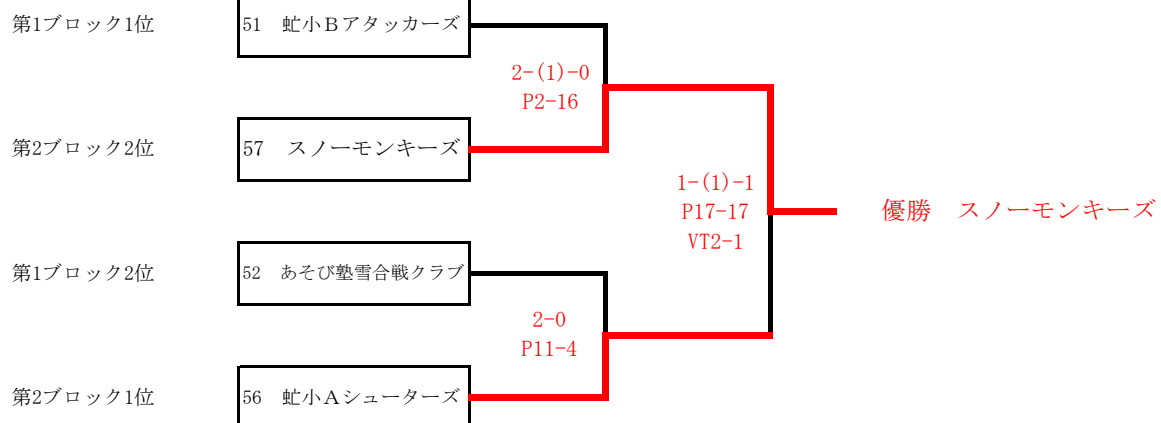 第1ブロック1位
51 虻小Bアタッカーズ
2-(1)-0
P2-16
第2ブロック2位
57 スノーモンキーズ
1-(1)-1
P17-17
VT2-1
優勝 スノーモンキーズ
第1ブロック2位
52 あそび塾雪合戦クラブ
2-0
P11-4
第2ブロック1位
56 虻小Aシューターズ